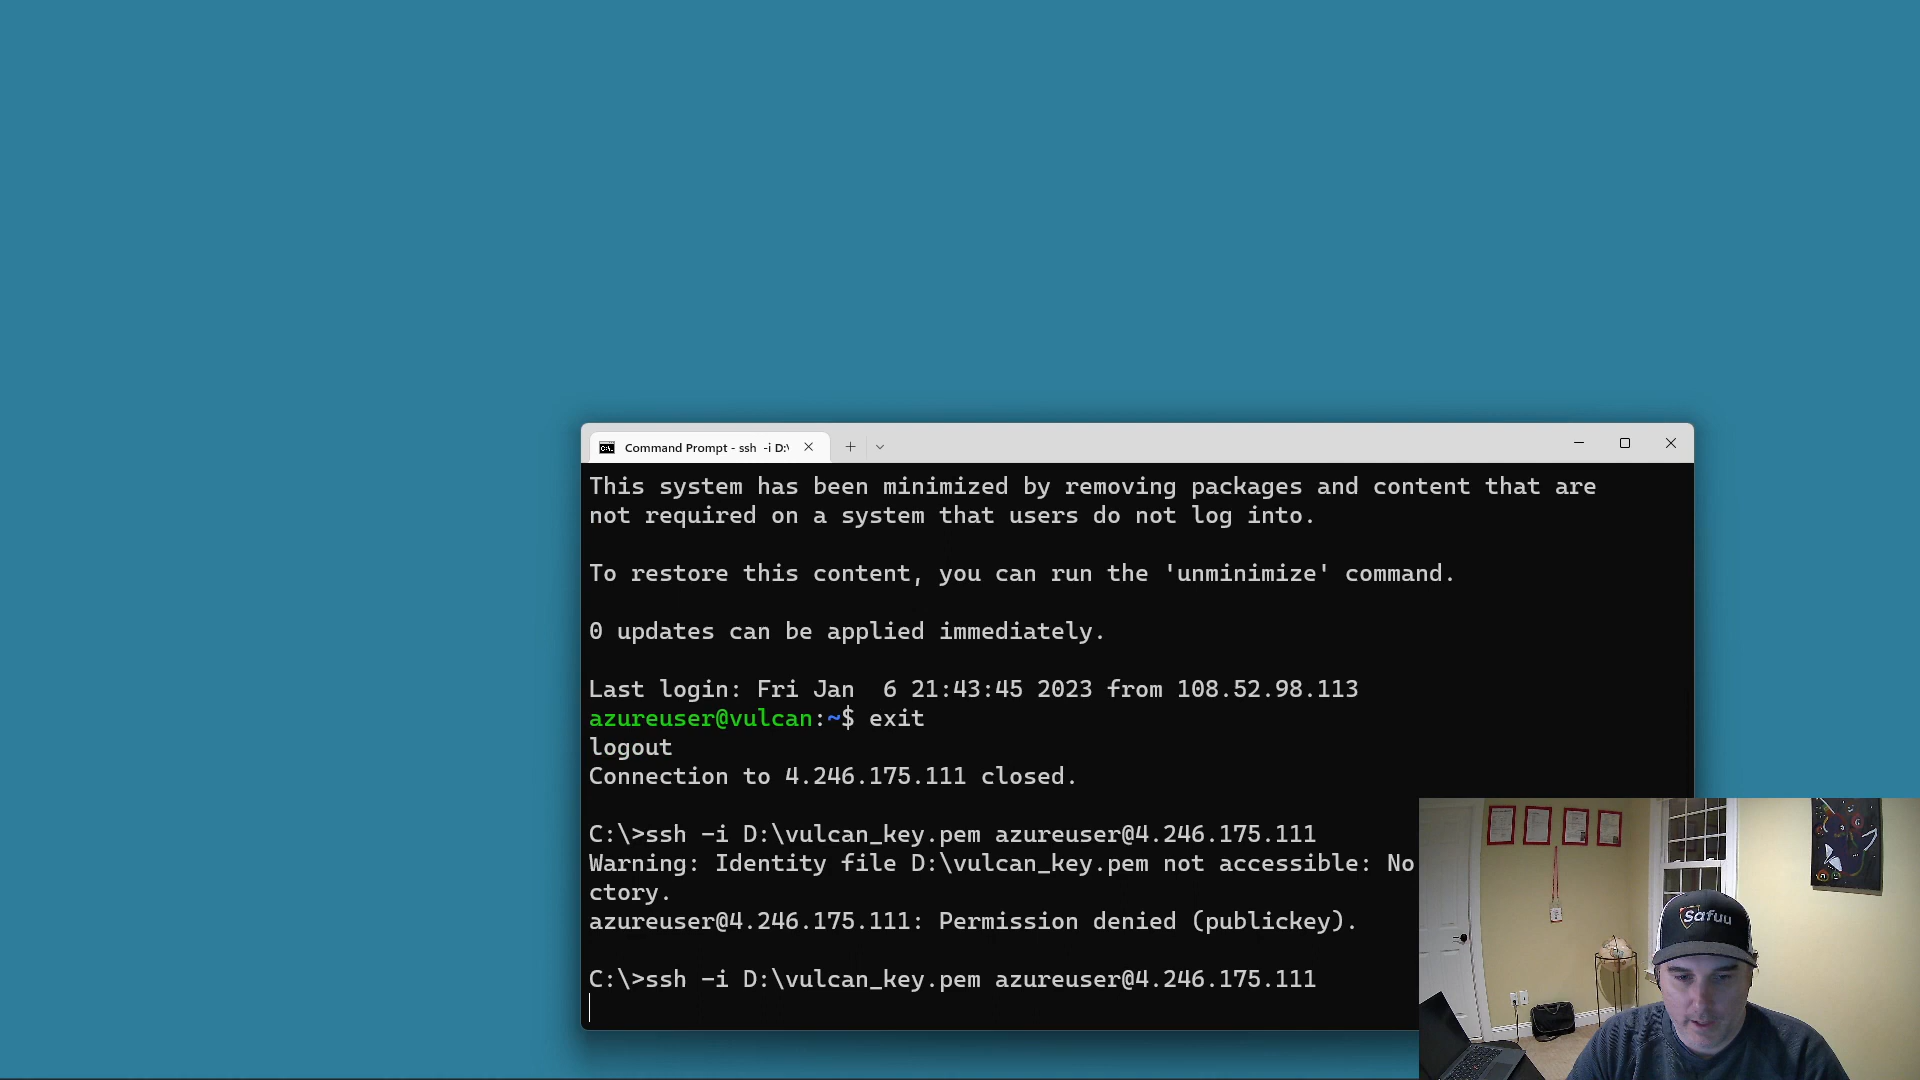 Command Prompt - ssh -i D:\
This system has been minimized by removing packages and content that are
not required on a system that users do not log into.
To restore this content, you can run the 'unminimize' command.
0 updates can be applied immediately.
Last login: Fri Jan  6 21:43:45 2023 from 108.52.98.113
azureuser@vulcan:~$ exit
logout
Connection to 4.246.175.111 closed.
C:\>ssh -i D:\vulcan_key.pem azureuser@4.246.175.111
Warning: Identity file D:\vulcan_key.pem not accessible: No
ctory.
azureuser@4.246.175.111: Permission denied (publickey).
C:\>ssh -i D:\vulcan_key.pem azureuser@4.246.175.111
Safuu